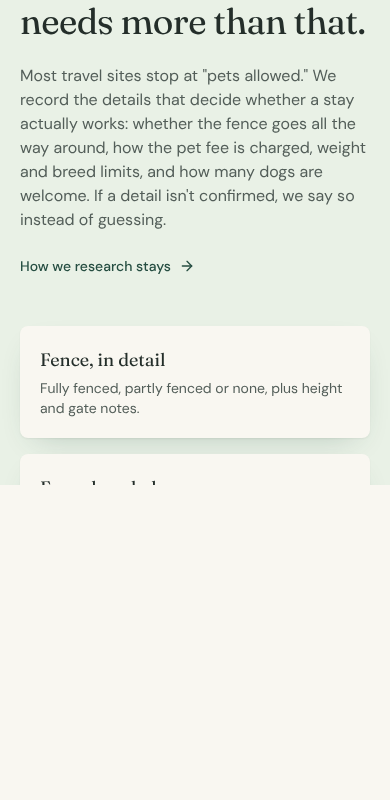 needs more than that.
Most travel sites stop at "pets allowed." We
record the details that decide whether a stay
actually works: whether the fence goes all the
way around, how the pet fee is charged, weight
and breed limits, and how many dogs are
welcome. If a detail isn't confirmed, we say so
instead of guessing.
How we research stays →
Fence, in detail
Fully fenced, partly fenced or none, plus height
and gate notes.